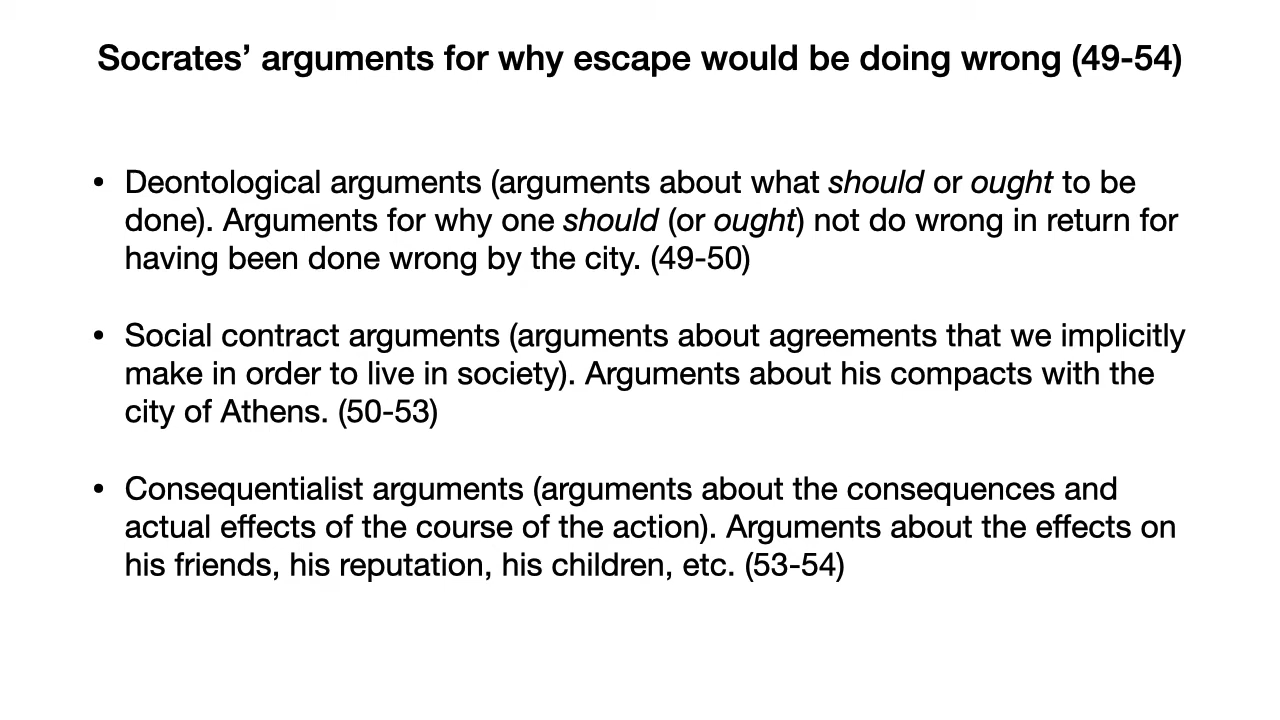 Socrates’ arguments for why escape would be doing wrong (49-54)
• Deontological arguments (arguments about what should or ought to be
done). Arguments for why one should (or ought) not do wrong in return for
having been done wrong by the city. (49-50)
• Social contract arguments (arguments about agreements that we implicitly
make in order to live in society). Arguments about his compacts with the
city of Athens. (50-53)
• Consequentialist arguments (arguments about the consequences and
actual effects of the course of the action). Arguments about the effects on
his friends, his reputation, his children, etc. (53-54)